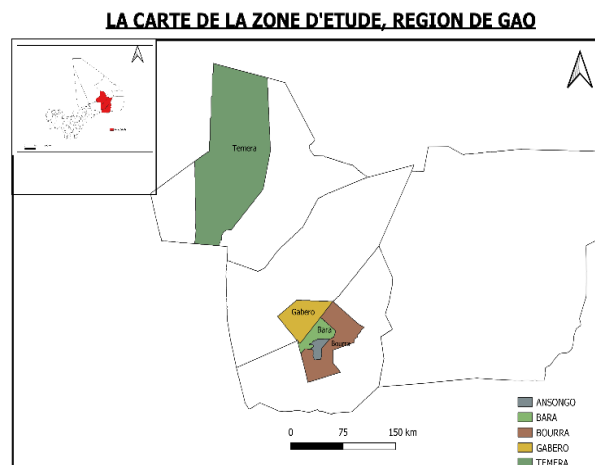 LA CARTE DE LA ZONE D'ETUDE, REGION DE GAO
Temera
Gabero
Bara
Bourra
0 75 150 km
ANSONGO
BARA
BOURRA
GABERO
TEMERA